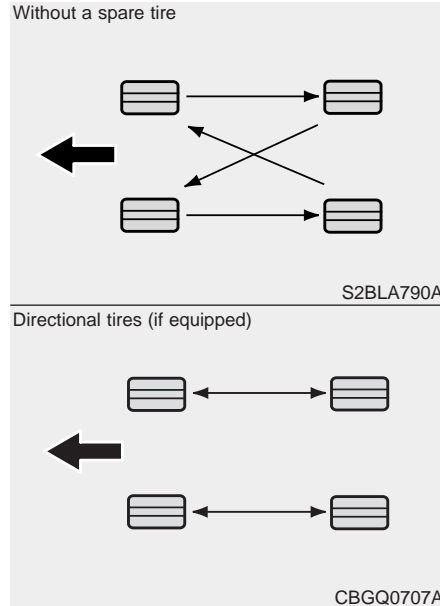 Without a spare tire
S2BLA790A
Directional tires (if equipped)
CBGQ0707A